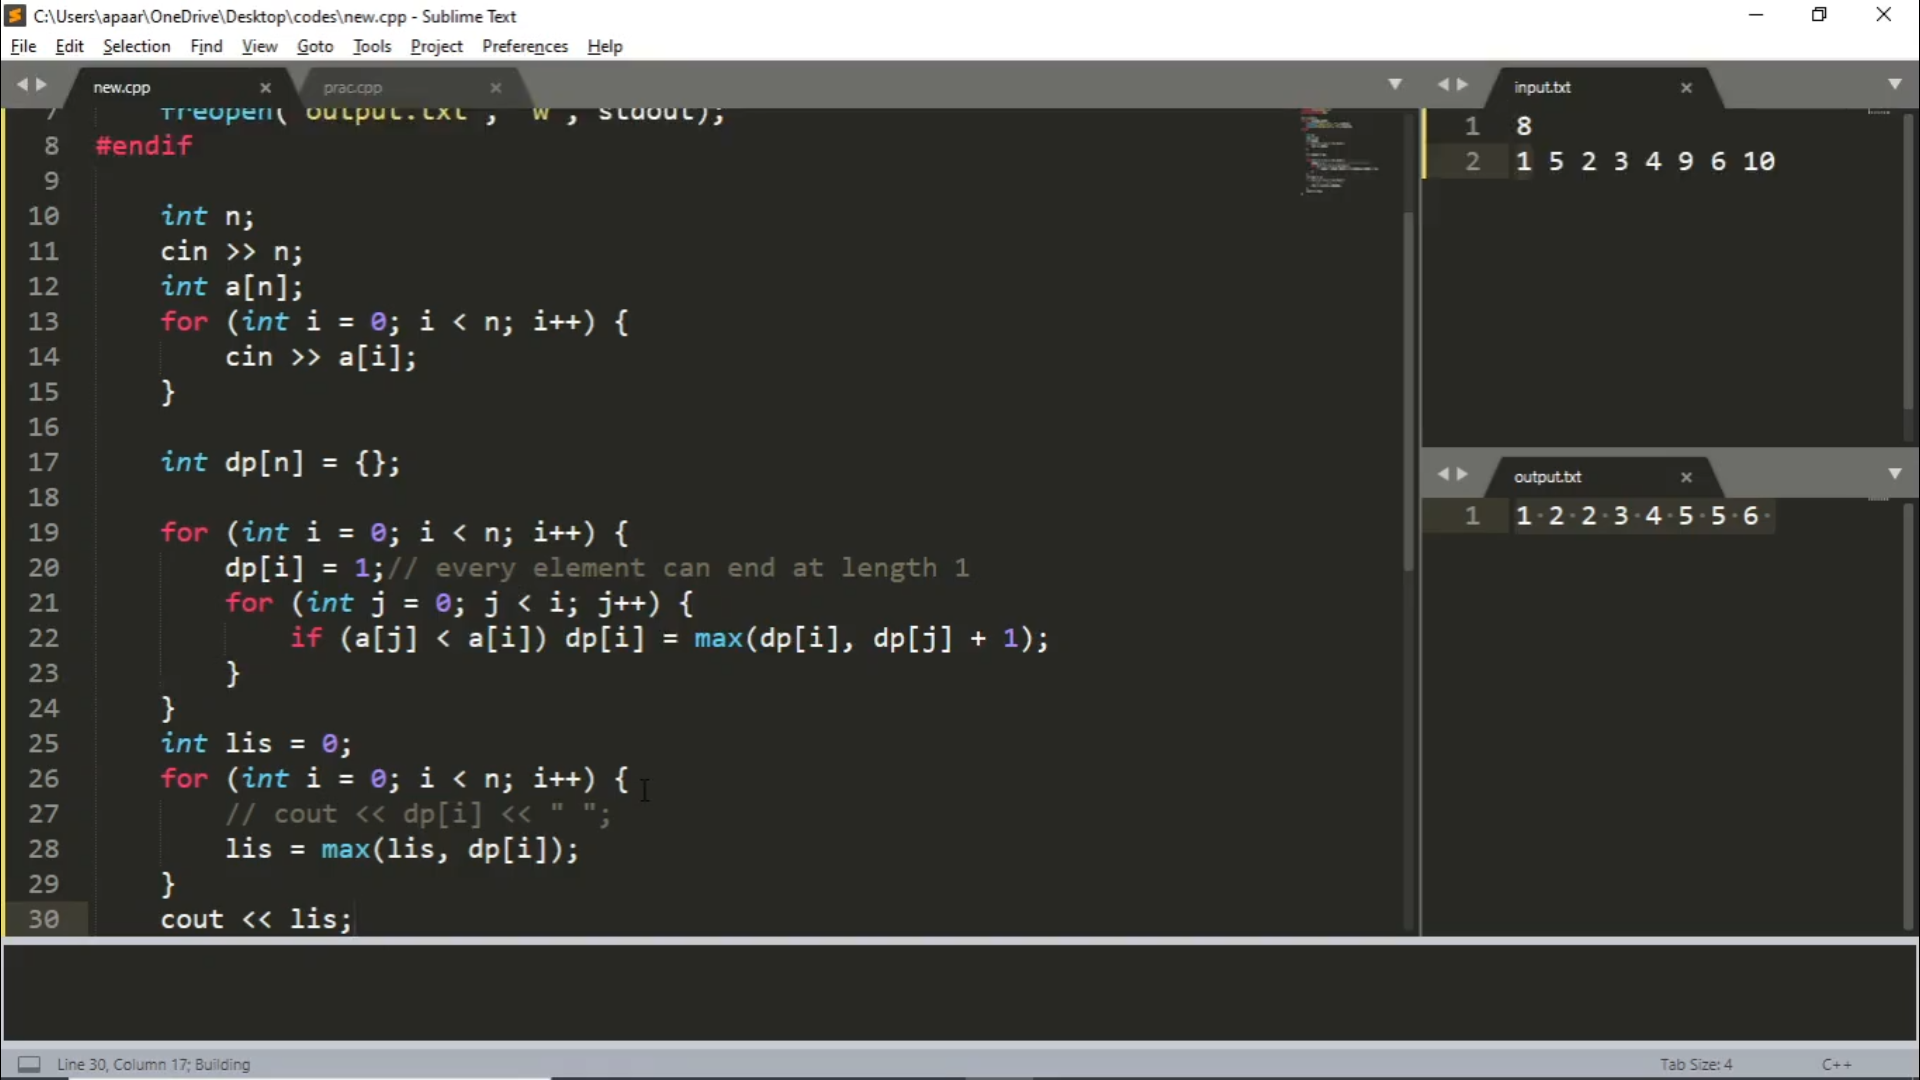 C:\Users\apaar\OneDrive\Desktop\codes\new.cpp - Sublime Text
File Edit Selection Find View Goto Tools Project Preferences Help
new.cpp
prac.cpp
7 freopen("output.txt", "w", stdout);
8 #endif
9
10 int n;
11 cin >> n;
12 int a[n];
13 for (int i = 0; i < n; i++) {
14 cin >> a[i];
15 }
16
17 int dp[n] = {};
18
19 for (int i = 0; i < n; i++) {
20 dp[i] = 1;// every element can end at length 1
21 for (int j = 0; j < i; j++) {
22 if (a[j] < a[i]) dp[i] = max(dp[i], dp[j] + 1);
23 }
24 }
25 int lis = 0;
26 for (int i = 0; i < n; i++) {
27 // cout << dp[i] << " ";
28 lis = max(lis, dp[i]);
29 }
30 cout << lis;
input.txt
1 8
2 1 5 2 3 4 9 6 10
output.txt
1 1·2·2·3·4·5·5·6·
Line 30, Column 17; Building
Tab Size: 4
C++